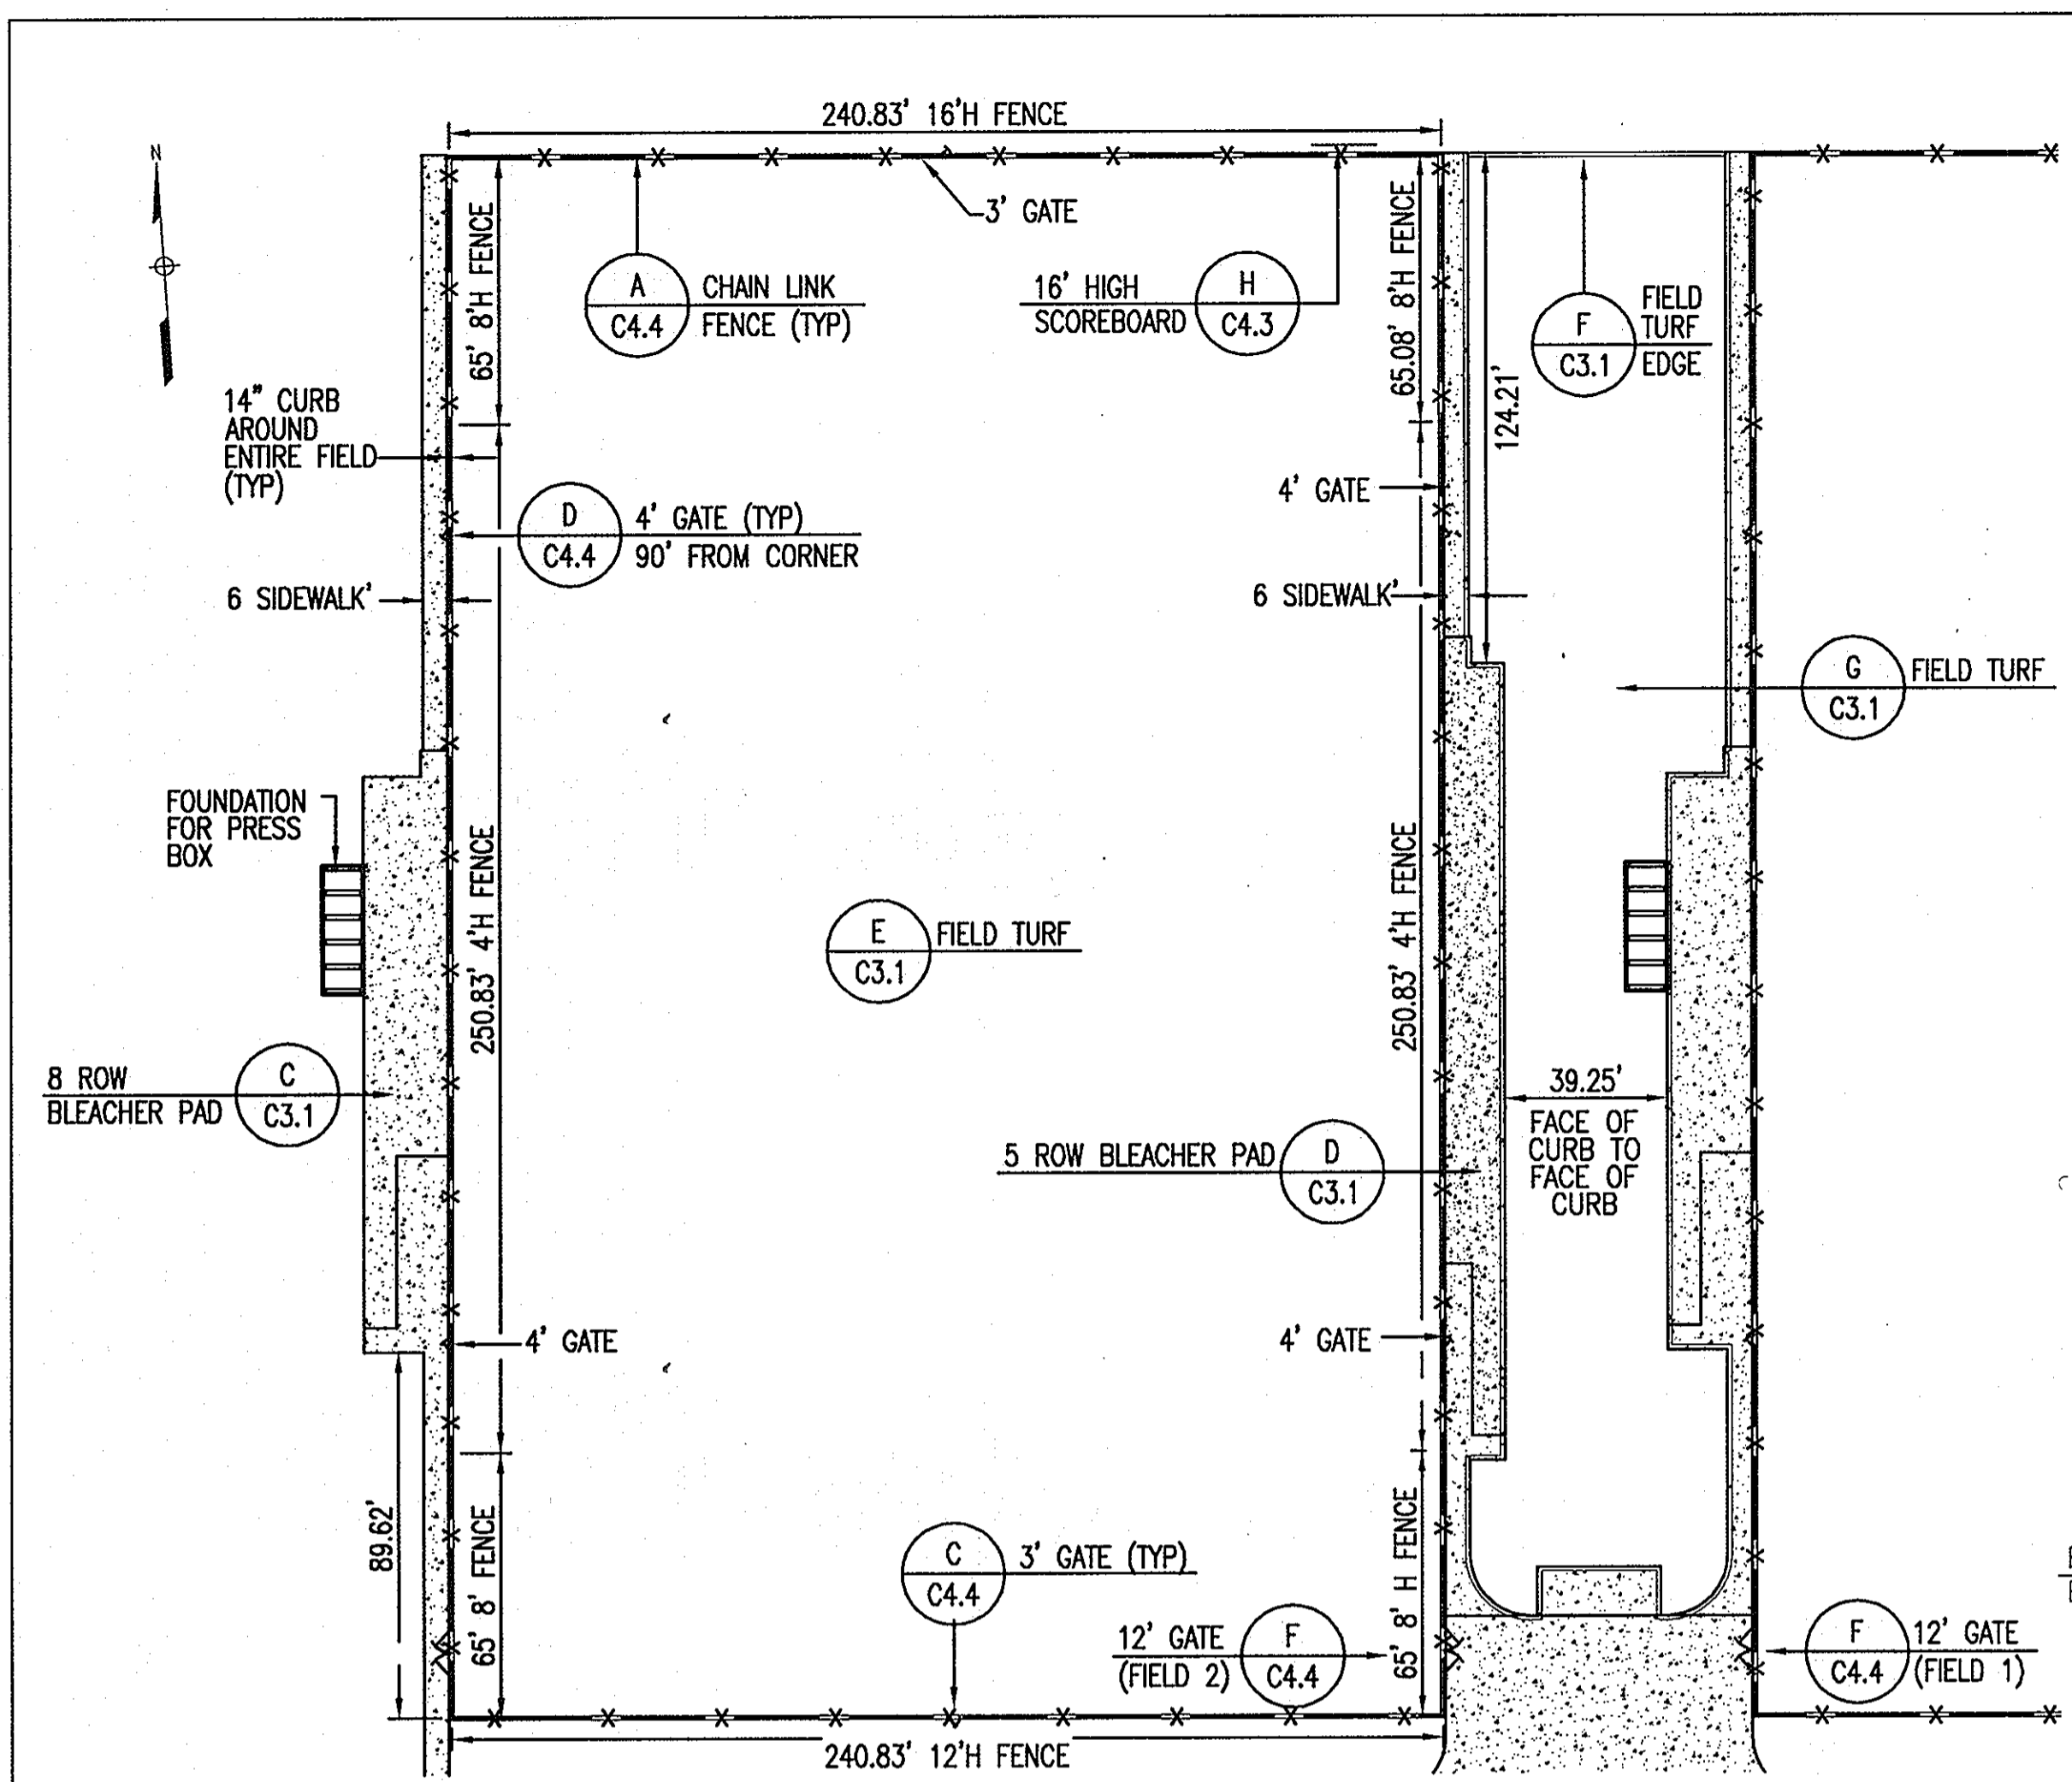 240.83' 16'H FENCE
N
3' GATE
65' 8'H FENCE
A
C4.4
CHAIN LINK
FENCE (TYP)
16' HIGH
SCOREBOARD
H
C4.3
65.08' 8'H FENCE
124.21'
F
C3.1
FIELD
TURF
EDGE
14" CURB
AROUND
ENTIRE FIELD
(TYP)
D
C4.4
4' GATE (TYP)
90' FROM CORNER
4' GATE
6 SIDEWALK'
6 SIDEWALK'
G
C3.1
FIELD TURF
FOUNDATION
FOR PRESS
BOX
250.83' 4'H FENCE
E
C3.1
FIELD TURF
250.83' 4'H FENCE
8 ROW
BLEACHER PAD
C
C3.1
39.25'
FACE OF
CURB TO
FACE OF
CURB
5 ROW BLEACHER PAD
D
C3.1
4' GATE
4' GATE
89.62'
65' 8' FENCE
C
C4.4
3' GATE (TYP)
65' 8' H FENCE
12' GATE
(FIELD 2)
F
C4.4
F
C4.4
12' GATE
(FIELD 1)
240.83' 12'H FENCE